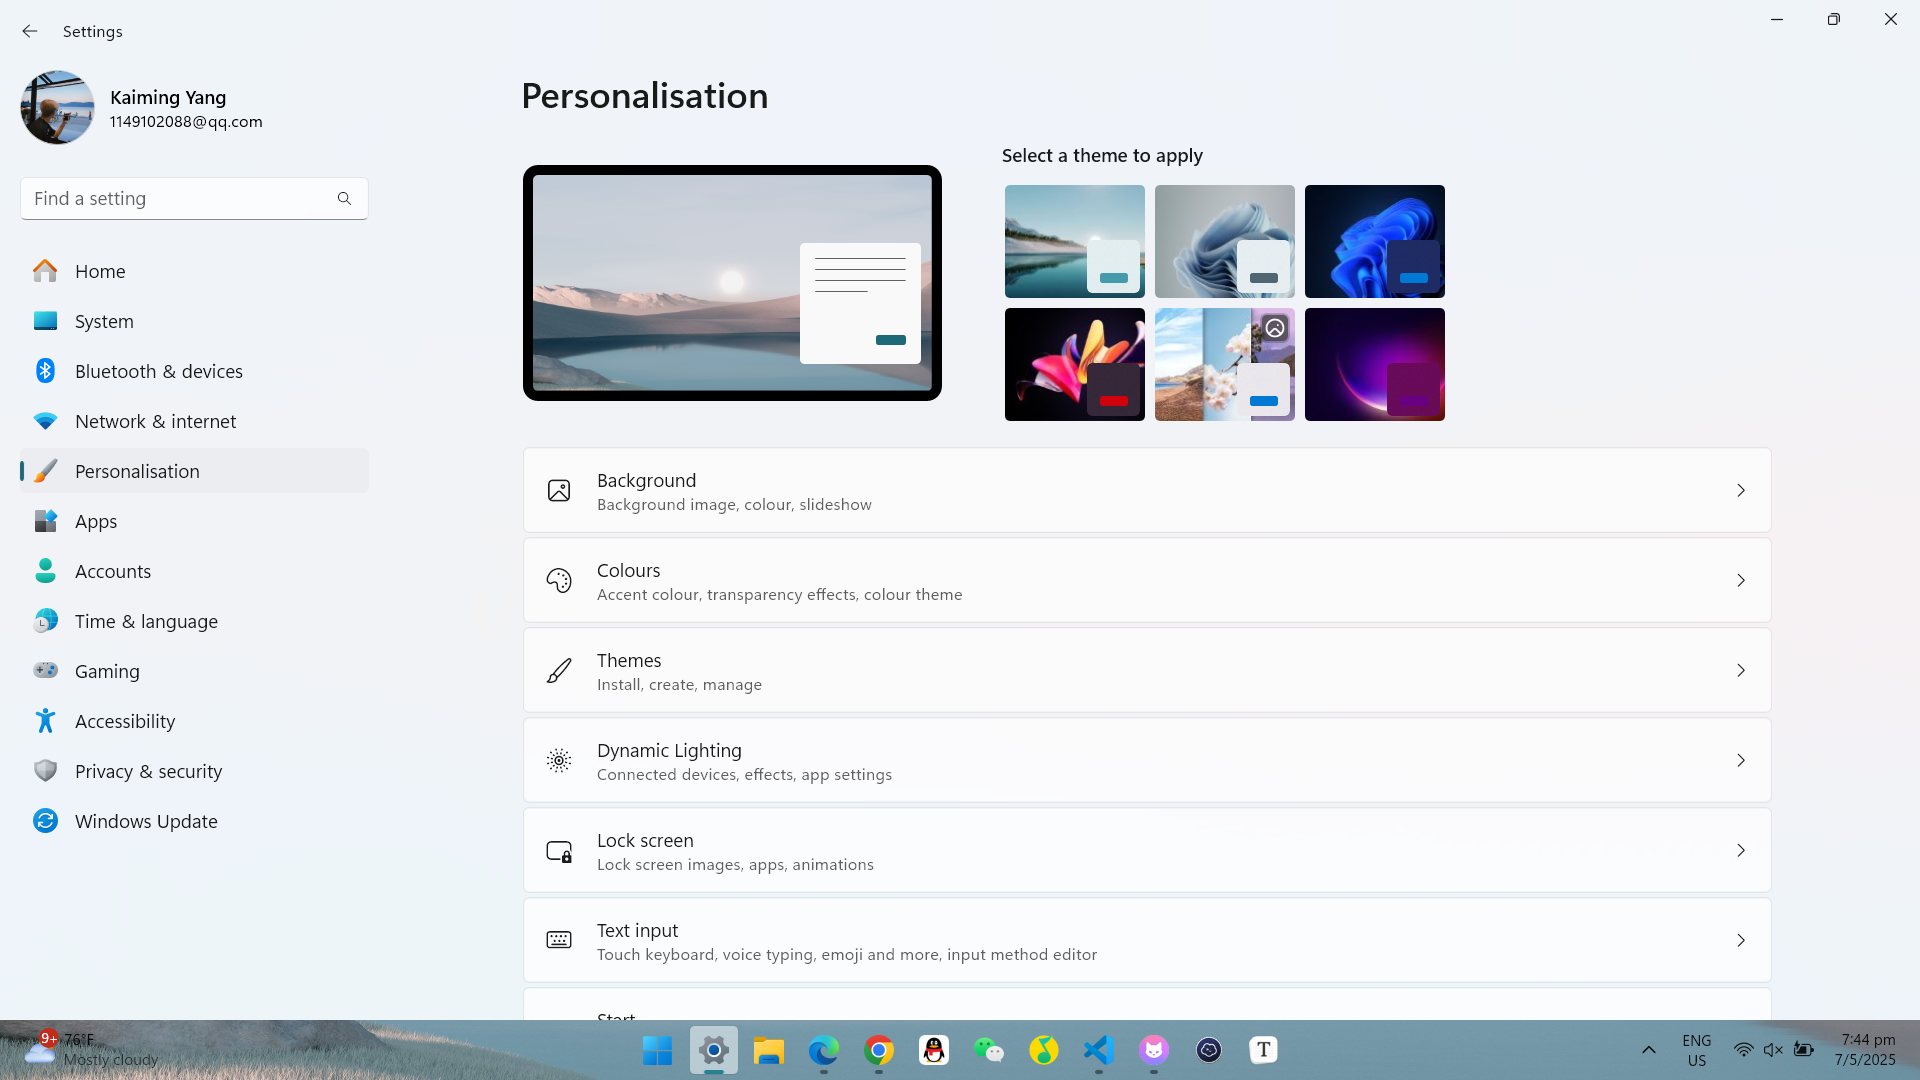 Settings
Kaiming Yang
1149102088@qq.com
Find a setting
Home
System
Bluetooth & devices
Network & internet
Personalisation
Apps
Accounts
Time & language
Gaming
Accessibility
Privacy & security
Windows Update
Personalisation
Select a theme to apply
Background
Background image, colour, slideshow
Colours
Accent colour, transparency effects, colour theme
Themes
Install, create, manage
Dynamic Lighting
Connected devices, effects, app settings
Lock screen
Lock screen images, apps, animations
Text input
Touch keyboard, voice typing, emoji and more, input method editor
Start
9+
76°F
Mostly cloudy
T
ENG
US
7:44 pm
7/5/2025